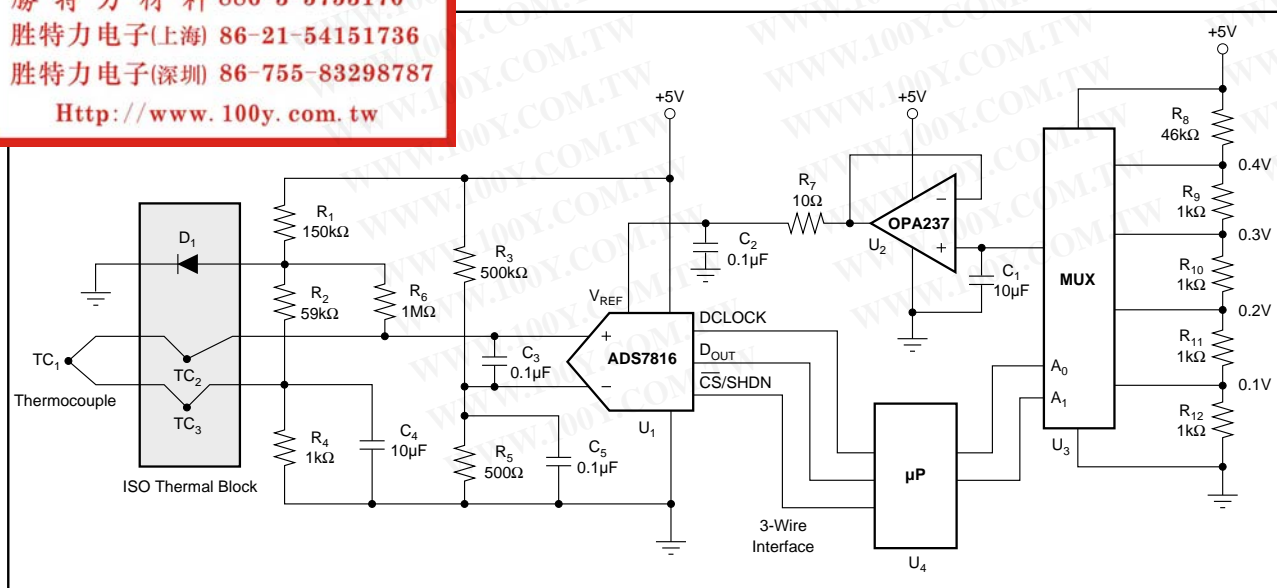 胜特力电子(上海) 86-21-54151736
胜特力电子(深圳) 86-755-83298787
Http://www.100y.com.tw
WWW.100Y.COM.TW
+5V
+5V
+5V
R8
46kΩ
0.4V
R9
1kΩ
0.3V
R10
1kΩ
0.2V
R11
1kΩ
0.1V
R12
1kΩ
MUX
A0
A1
U3
R7
10Ω
OPA237
−
+
U2
C1
10µF
C2
0.1µF
VREF
R1
150kΩ
D1
R2
59kΩ
R6
1MΩ
R3
500kΩ
TC1
TC2
TC3
Thermocouple
ISO Thermal Block
C3
0.1µF
+
ADS7816
−
U1
DCLOCK
DOUT
CS/SHDN
R4
1kΩ
C4
10µF
R5
500Ω
C5
0.1µF
µP
U4
3-Wire
Interface